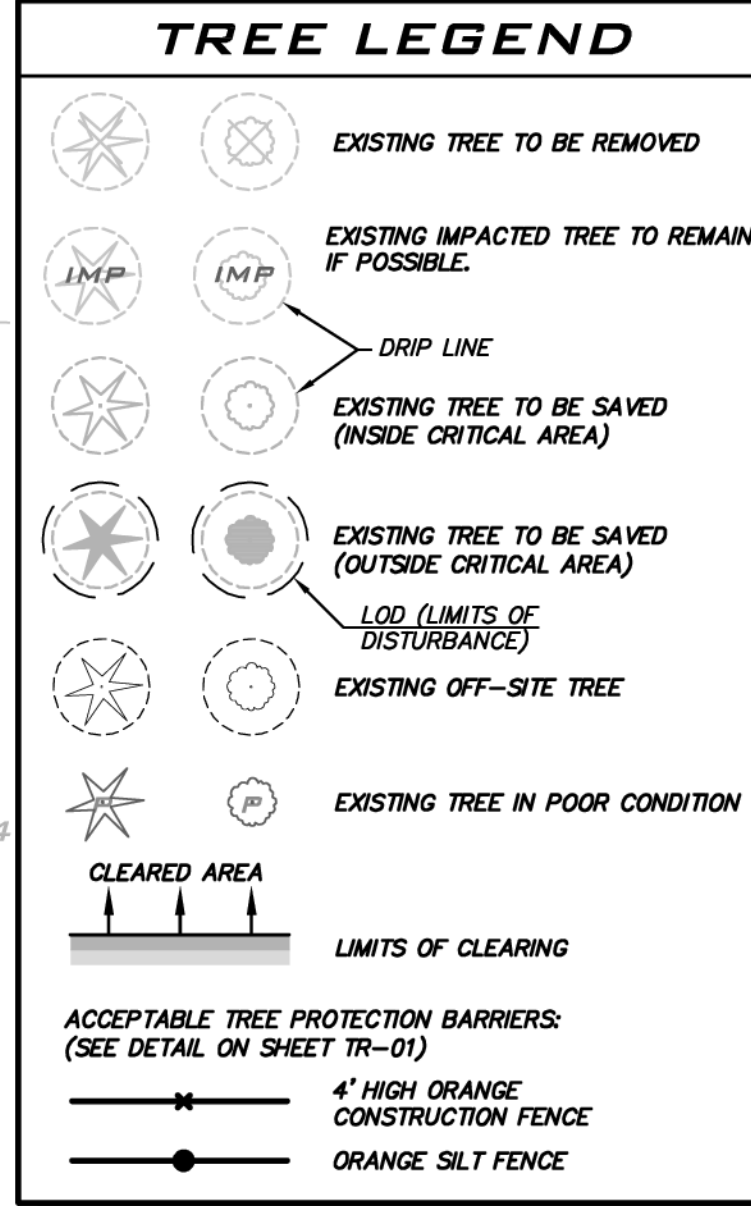 TREE LEGEND
EXISTING TREE TO BE REMOVED
IMP IMP
EXISTING IMPACTED TREE TO REMAIN
IF POSSIBLE.
DRIP LINE
EXISTING TREE TO BE SAVED
(INSIDE CRITICAL AREA)
EXISTING TREE TO BE SAVED
(OUTSIDE CRITICAL AREA)
LOD (LIMITS OF
DISTURBANCE)
EXISTING OFF-SITE TREE
P P
EXISTING TREE IN POOR CONDITION
4
CLEARED AREA
LIMITS OF CLEARING
ACCEPTABLE TREE PROTECTION BARRIERS:
(SEE DETAIL ON SHEET TR-01)
4' HIGH ORANGE
CONSTRUCTION FENCE
ORANGE SILT FENCE